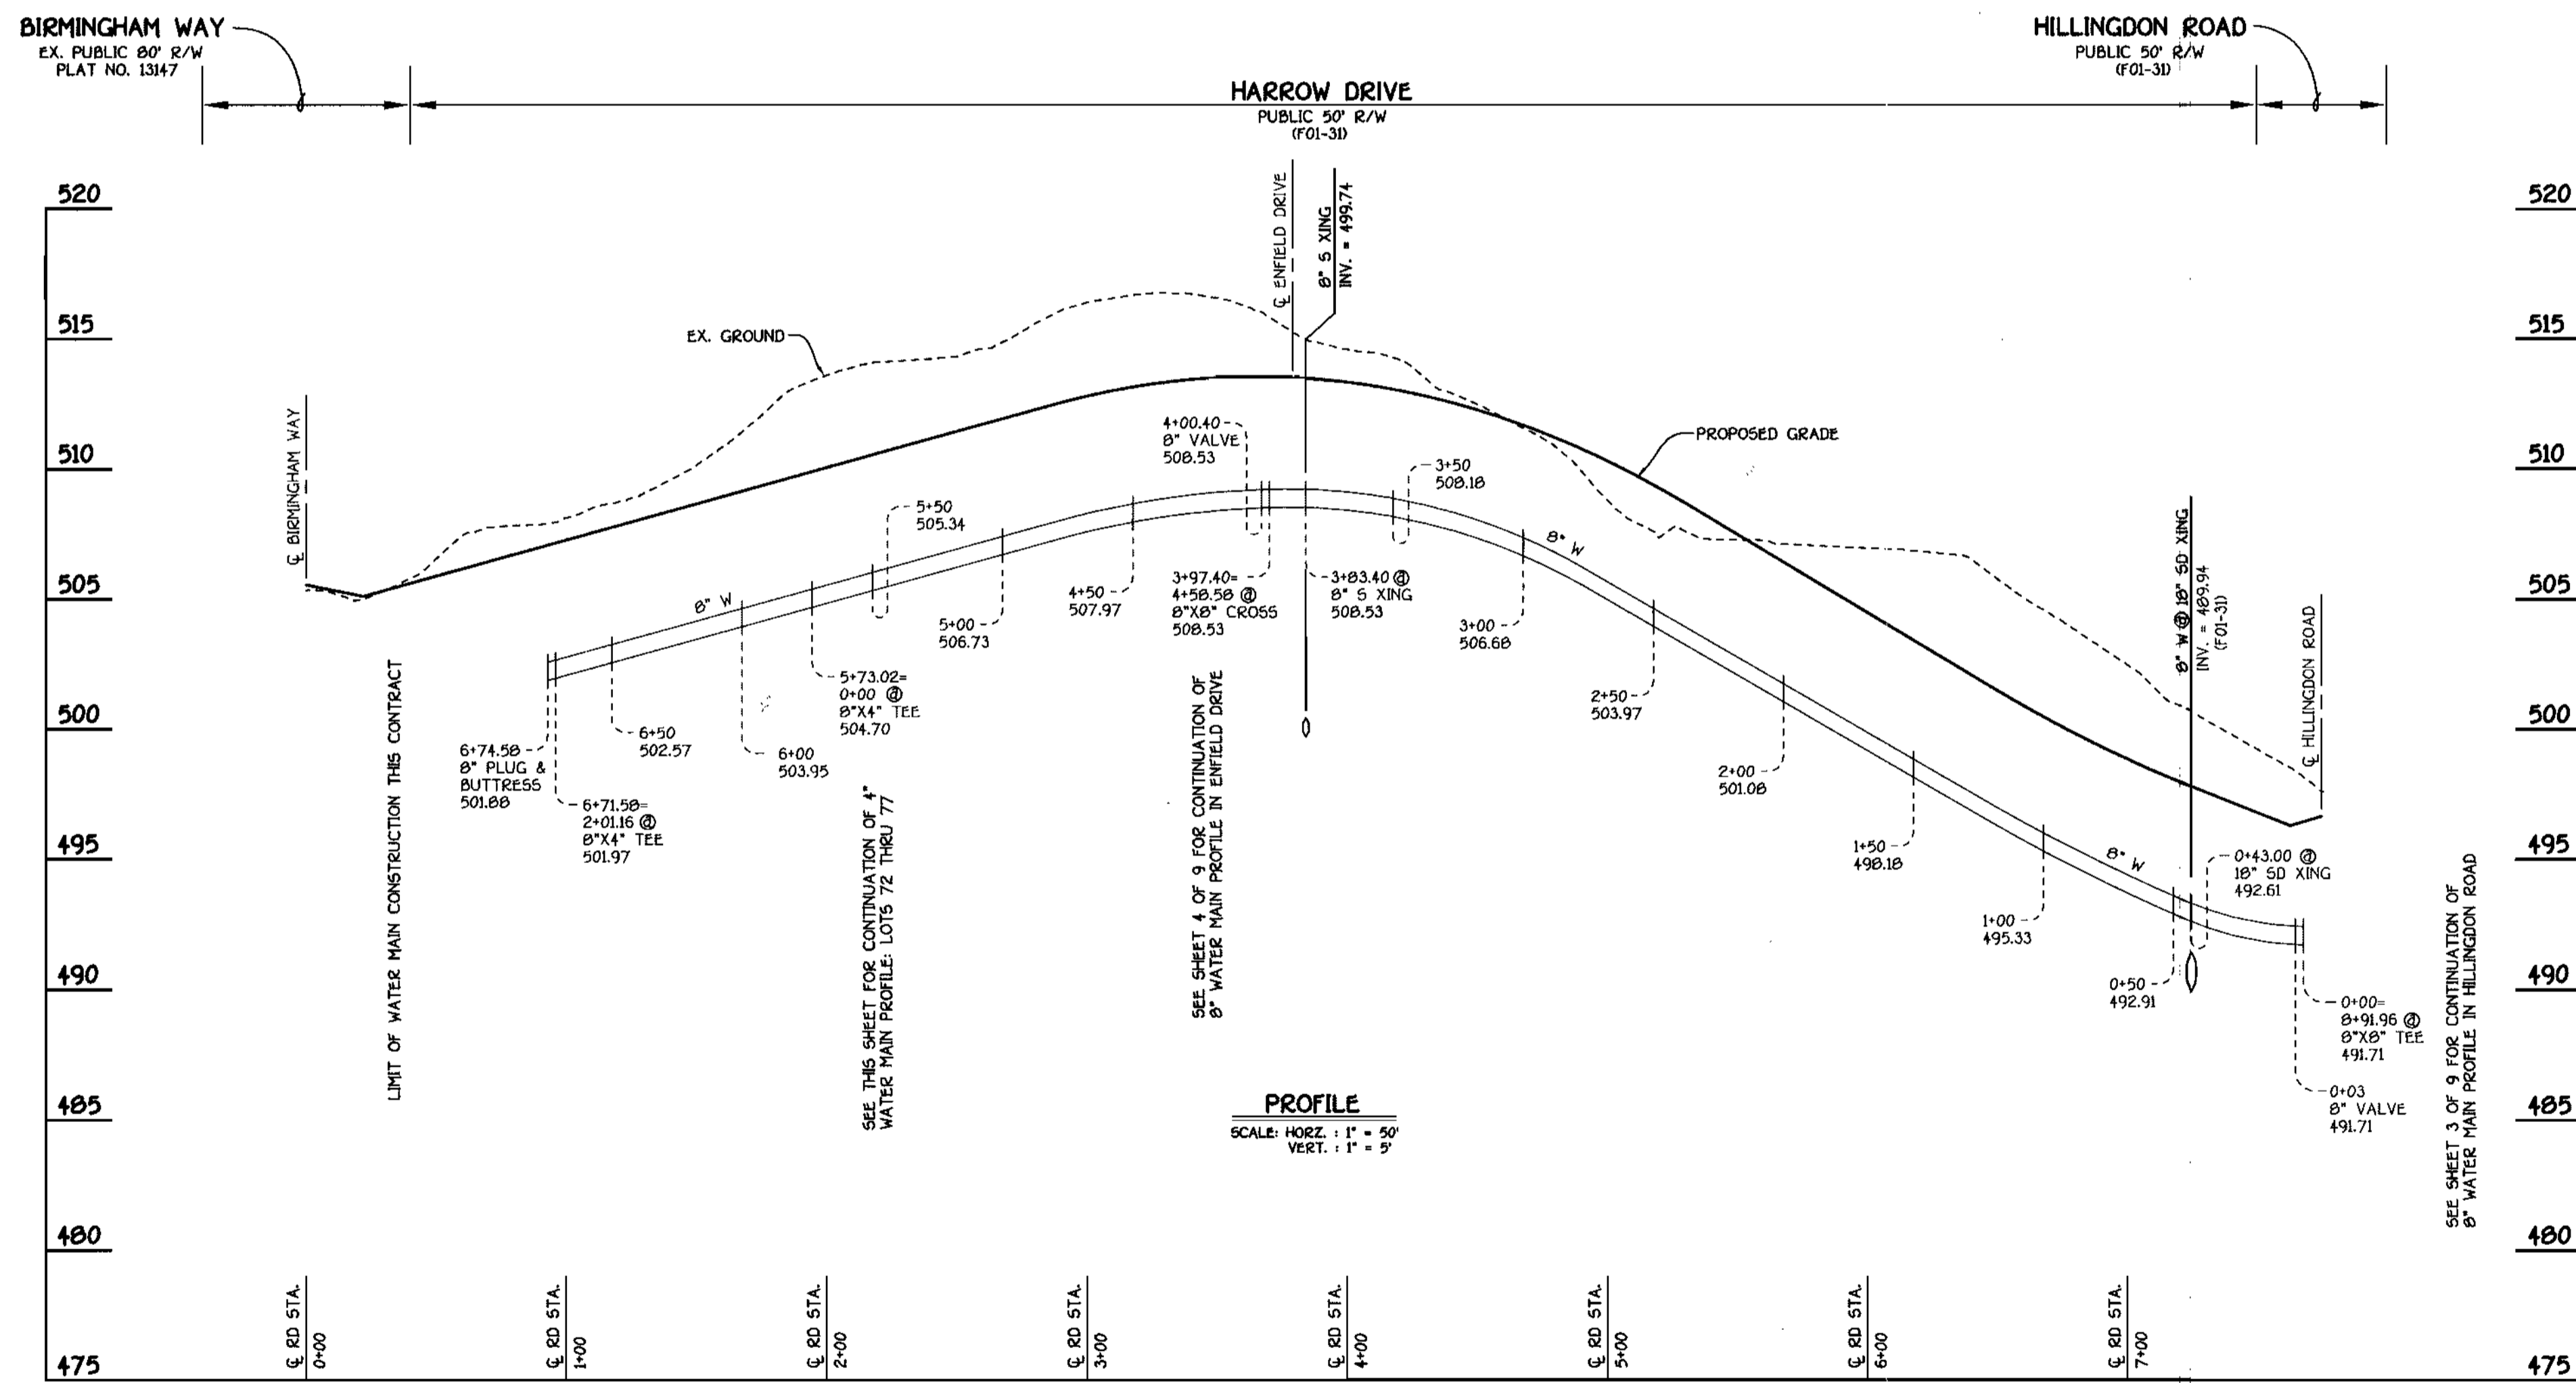 BIRMINGHAM WAY
EX. PUBLIC 80' R/W
PLAT NO. 13147
HILLINGDON ROAD
PUBLIC 50' R/W
(F01-31)
HARROW DRIVE
PUBLIC 50' R/W
(F01-31)
520
515
510
505
500
495
490
485
480
475
520
515
510
505
500
495
490
485
480
475
℄ BIRMINGHAM WAY
EX. GROUND
℄ ENFIELD DRIVE
8" S XING
INV. = 499.74
PROPOSED GRADE
8" W @ 18" SD XING
INV. = 489.94
(F01-31)
℄ HILLINGDON ROAD
8" W
8" W
8" W
LIMIT OF WATER MAIN CONSTRUCTION THIS CONTRACT
6+74.58
8" PLUG &
BUTTRESS
501.88
6+71.58=
2+01.16 @
8"X4" TEE
501.97
6+50
502.57
6+00
503.95
5+73.02=
0+00 @
8"X4" TEE
504.70
5+50
505.34
5+00
506.73
4+50
507.97
4+00.40
8" VALVE
508.53
3+97.40=
4+58.58 @
8"X8" CROSS
508.53
3+83.40 @
8" S XING
508.53
3+50
508.18
3+00
506.68
2+50
503.97
2+00
501.08
1+50
498.18
1+00
495.33
0+50
492.91
0+43.00 @
18" SD XING
492.61
0+00=
8+91.96 @
8"X8" TEE
491.71
0+03
8" VALVE
491.71
SEE THIS SHEET FOR CONTINUATION OF 4"
WATER MAIN PROFILE: LOTS 72 THRU 77
SEE SHEET 4 OF 9 FOR CONTINUATION OF
8" WATER MAIN PROFILE IN ENFIELD DRIVE
SEE SHEET 3 OF 9 FOR CONTINUATION OF
8" WATER MAIN PROFILE IN HILLINGDON ROAD
PROFILE
SCALE: HORZ. : 1" = 50'
VERT. : 1" = 5'
℄ RD STA.
0+00
℄ RD STA.
1+00
℄ RD STA.
2+00
℄ RD STA.
3+00
℄ RD STA.
4+00
℄ RD STA.
5+00
℄ RD STA.
6+00
℄ RD STA.
7+00